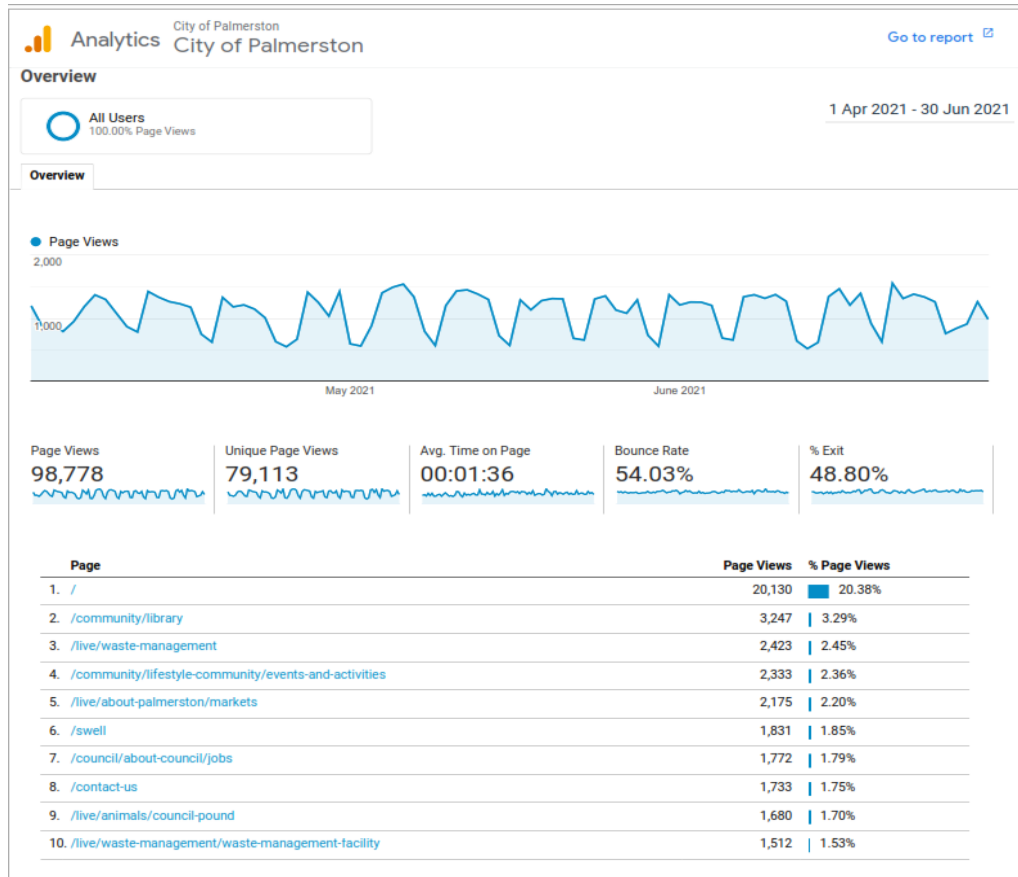 City of Palmerston
Analytics City of Palmerston
Go to report
Overview
All Users
100.00% Page Views
1 Apr 2021 - 30 Jun 2021
Overview
Page Views
2,000
1,000
May 2021
June 2021
Page Views Unique Page Views Avg. Time on Page Bounce Rate % Exit
98,778 79,113 00:01:36 54.03% 48.80%
Page Page Views % Page Views
1. / 20,130 20.38%
2. /community/library 3,247 3.29%
3. /live/waste-management 2,423 2.45%
4. /community/lifestyle-community/events-and-activities 2,333 2.36%
5. /live/about-palmerston/markets 2,175 2.20%
6. /swell 1,831 1.85%
7. /council/about-council/jobs 1,772 1.79%
8. /contact-us 1,733 1.75%
9. /live/animals/council-pound 1,680 1.70%
10. /live/waste-management/waste-management-facility 1,512 1.53%